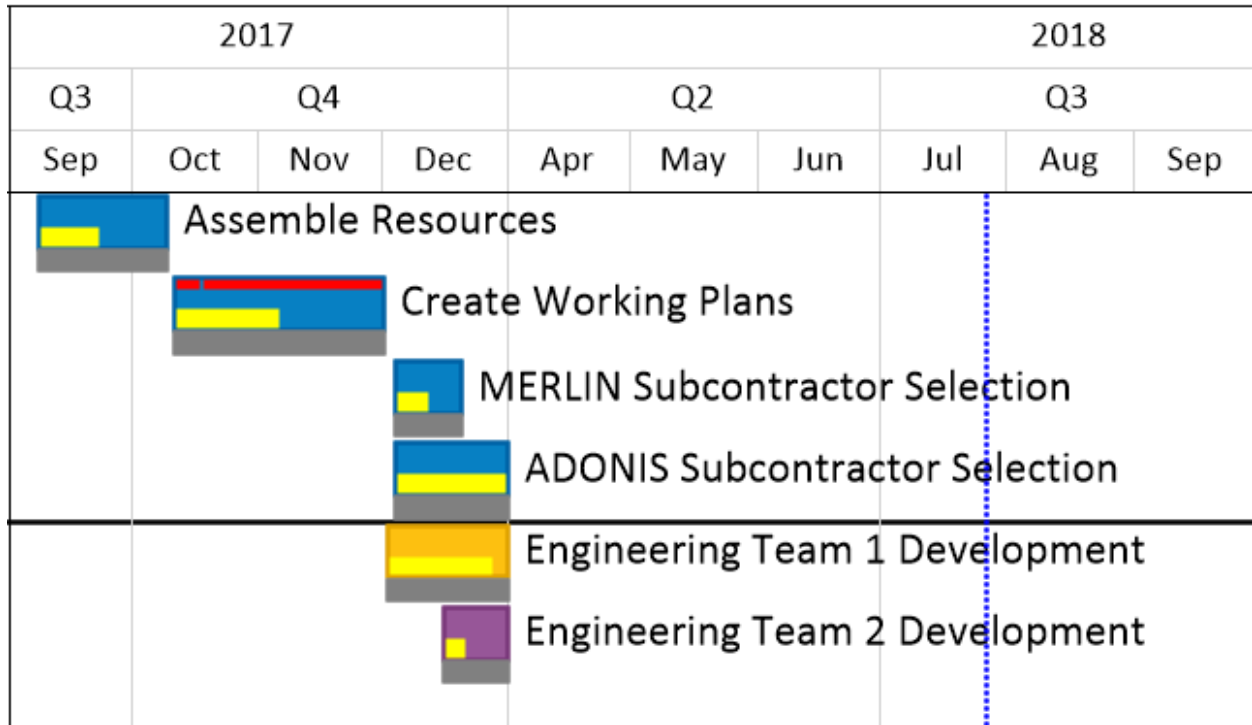 2017 2018
Q3 Q4 Q2 Q3
Sep Oct Nov Dec Apr May Jun Jul Aug Sep
Assemble Resources
Create Working Plans
MERLIN Subcontractor Selection
ADONIS Subcontractor Selection
Engineering Team 1 Development
Engineering Team 2 Development